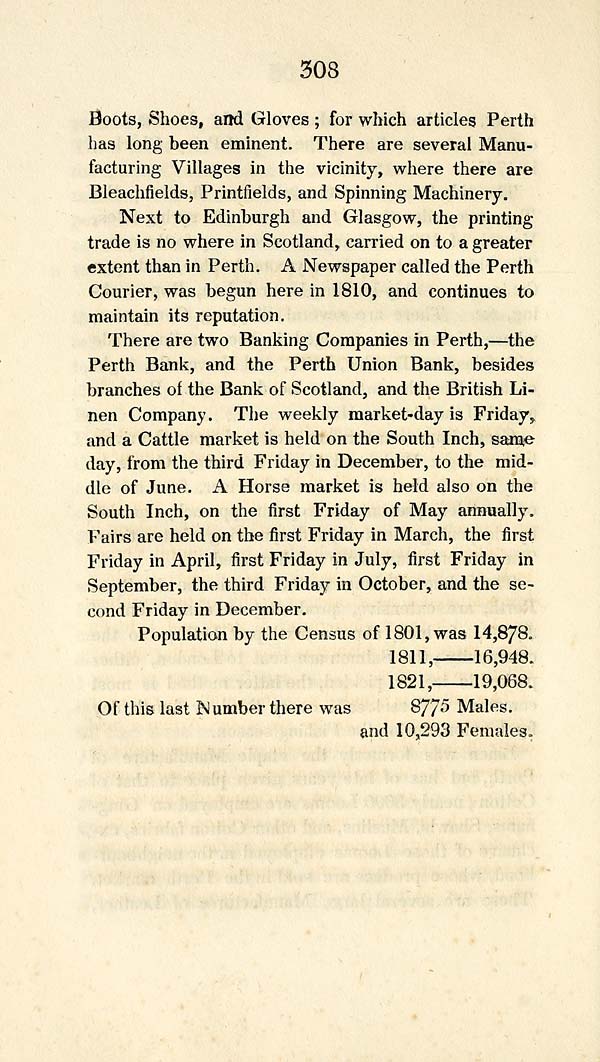 308
Boots, Shoes, and Gloves; for which articles Perth
has long been eminent. There are several Manu-
facturing Villages in the vicinity, where there are
Bleachfields, Printfields, and Spinning Machinery.
Next to Edinburgh and Glasgow, the printing
trade is no where in Scotland, carried on to a greater
extent than in Perth. A Newspaper called the Perth
Courier, was begun here in 1810, and continues to
maintain its reputation.
There are two Banking Companies in Perth,—the
Perth Bank, and the Perth Union Bank, besides
branches of the Bank of Scotland, and the British Li-
nen Company. The weekly market-day is Friday,
and a Cattle market is held on the South Inch, same
day, from the third Friday in December, to the mid-
dle of June. A Horse market is held also on the
South Inch, on the first Friday of May annually.
Fairs are held on the first Friday in March, the first
Friday in April, first Friday in July, first Friday in
September, the third Friday in October, and the se-
cond Friday in December.
Population by the Census of 1801, was 14,878.
1811,——16,948.
1821,——19,068.
Of this last Number there was 8775 Males.
and 10,293 Females.